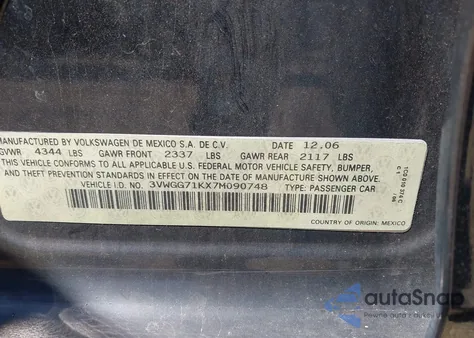 MANUFACTURED BY VOLKSWAGEN DE MEXICO S.A. DE C.V. DATE 12.06
GVWR 4344 LBS GAWR FRONT 2337 LBS GAWR REAR 2117 LBS
THIS VEHICLE CONFORMS TO ALL APPLICABLE U.S. FEDERAL MOTOR VEHICLE SAFETY, BUMPER,
AND THEFT PREVENTION STANDARDS IN EFFECT ON THE DATE OF MANUFACTURE SHOWN ABOVE.
VEHICLE I.D. NO. 3VWGG71KX7M090748 TYPE: PASSENGER CAR
COUNTRY OF ORIGIN: MEXICO
autoSnap